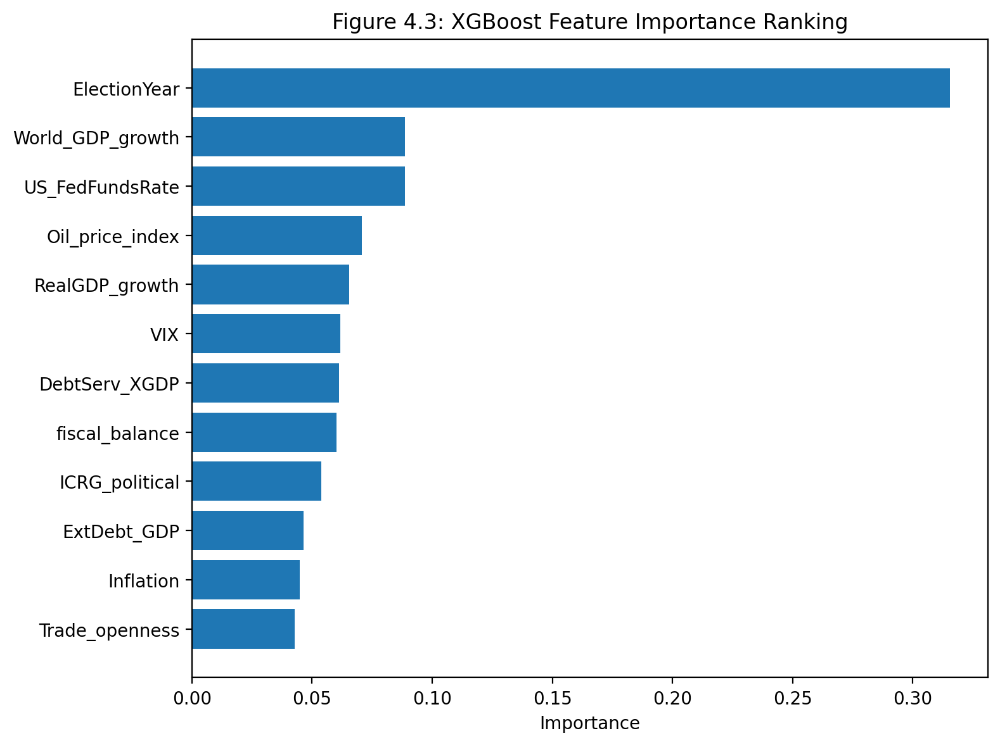 Figure 4.3: XGBoost Feature Importance Ranking
ElectionYear
World_GDP_growth
US_FedFundsRate
Oil_price_index
RealGDP_growth
VIX
DebtServ_XGDP
fiscal_balance
ICRG_political
ExtDebt_GDP
Inflation
Trade_openness
0.00 0.05 0.10 0.15 0.20 0.25 0.30
Importance